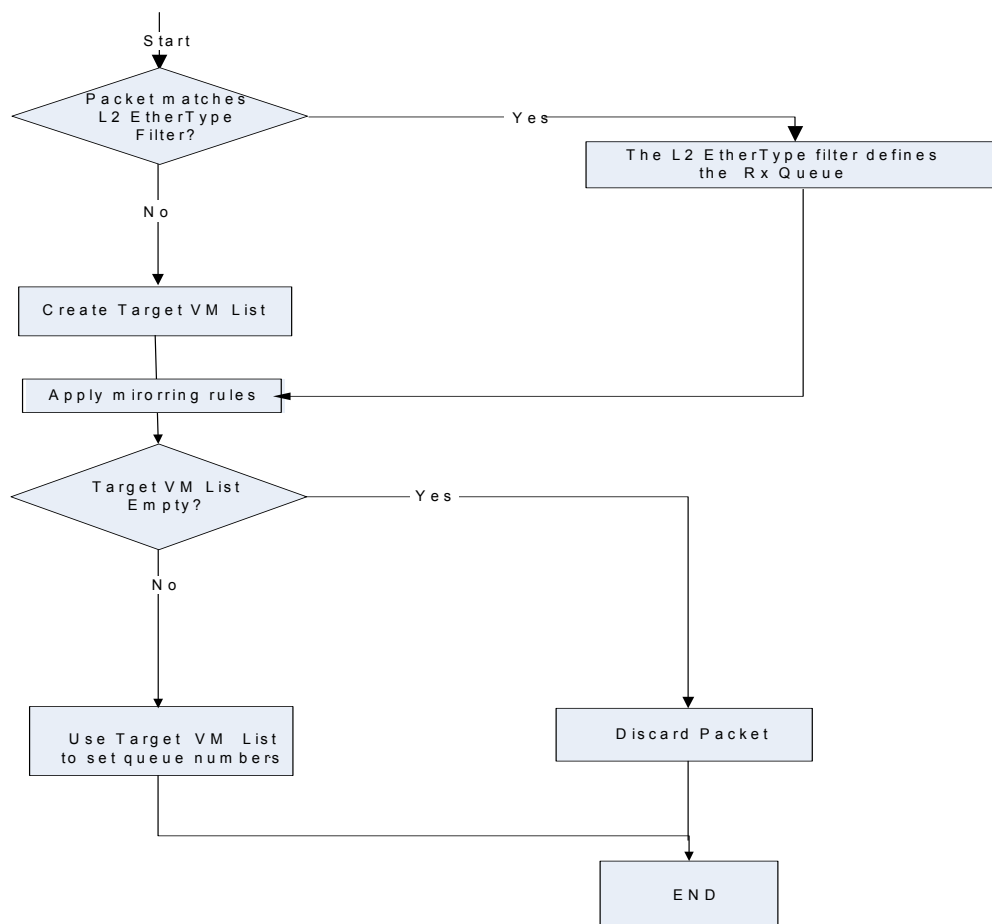 Start
Packet matches
L2 EtherType
Filter?
Yes
The L2 EtherType filter defines
the Rx Queue
No
Create Target VM List
Apply mirorring rules
Target VM List
Empty?
Yes
No
Use Target VM List
to set queue numbers
Discard Packet
END